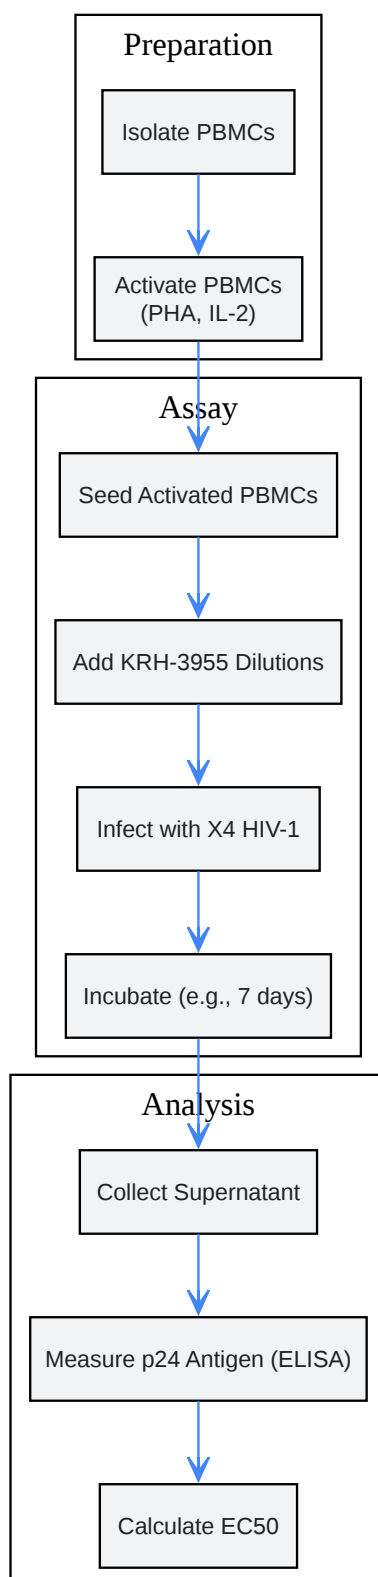 Preparation
Isolate PBMCs
Activate PBMCs
(PHA, IL-2)
Assay
Seed Activated PBMCs
Add KRH-3955 Dilutions
Infect with X4 HIV-1
Incubate (e.g., 7 days)
Analysis
Collect Supernatant
Measure p24 Antigen (ELISA)
Calculate EC50